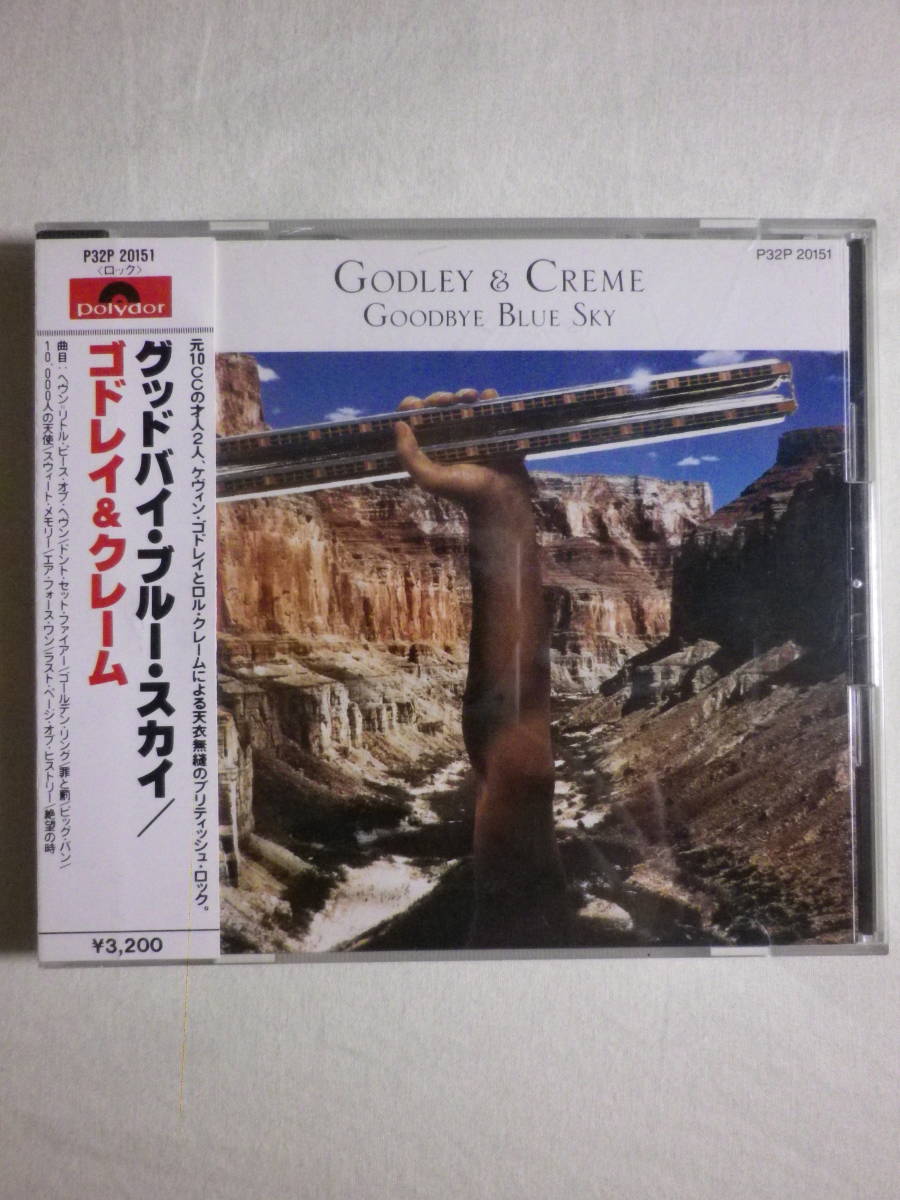 P32P 20151
〈ロック〉
polydor
グッドバイ・ブルー・スカイ／
ゴドレイ&クレーム
元10CCの才人2人、ケヴィン・ゴドレイとロル・クレームによる天衣無縫のブリティッシュ・ロック。
曲目：ヘヴン/リトル・ピース・オブ・ヘヴン/ドント・セット・ファイアー/ゴールデン・リング/罪と罰/ビッグ・バン/
10,000人の天使/スウィート・メモリー/エア・フォース・ワン/ラスト・ページ・オブ・ヒストリー/絶望の時
¥3,200
P32P 20151
GODLEY & CREME
GOODBYE BLUE SKY